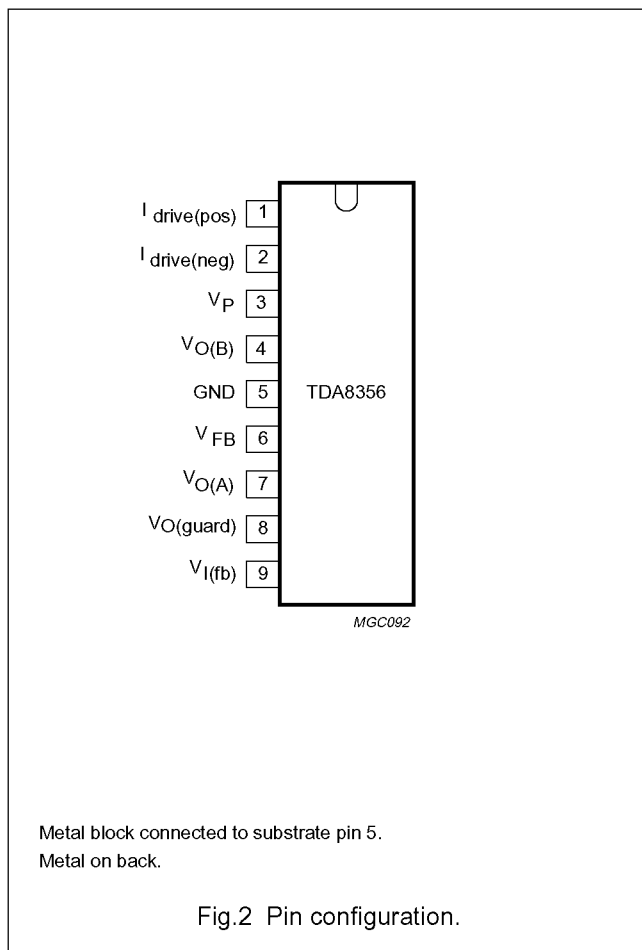 I drive(pos) 1
I drive(neg) 2
VP 3
VO(B) 4
GND 5
VFB 6
VO(A) 7
VO(guard) 8
VI(fb) 9
TDA8356
MGC092
Metal block connected to substrate pin 5.
Metal on back.
Fig.2 Pin configuration.